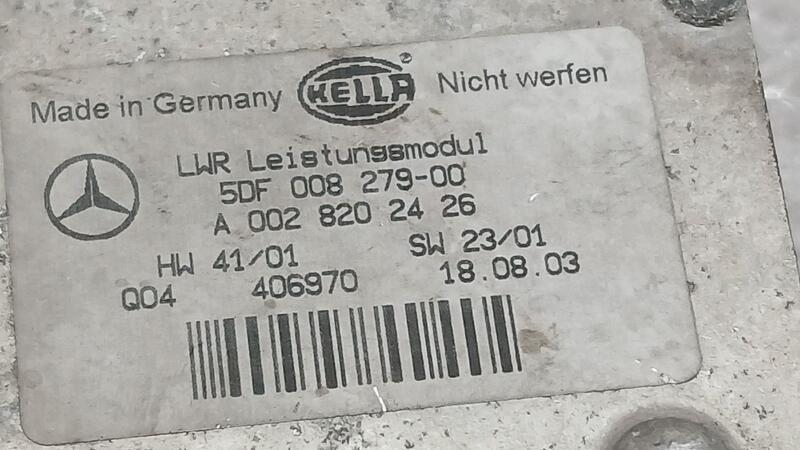 Made in Germany HELLA® Nicht werfen
LWR Leistungsmodul
5DF 008 279-00
A 002 820 24 26
HW 41/01 SW 23/01
Q04 406970 18.08.03